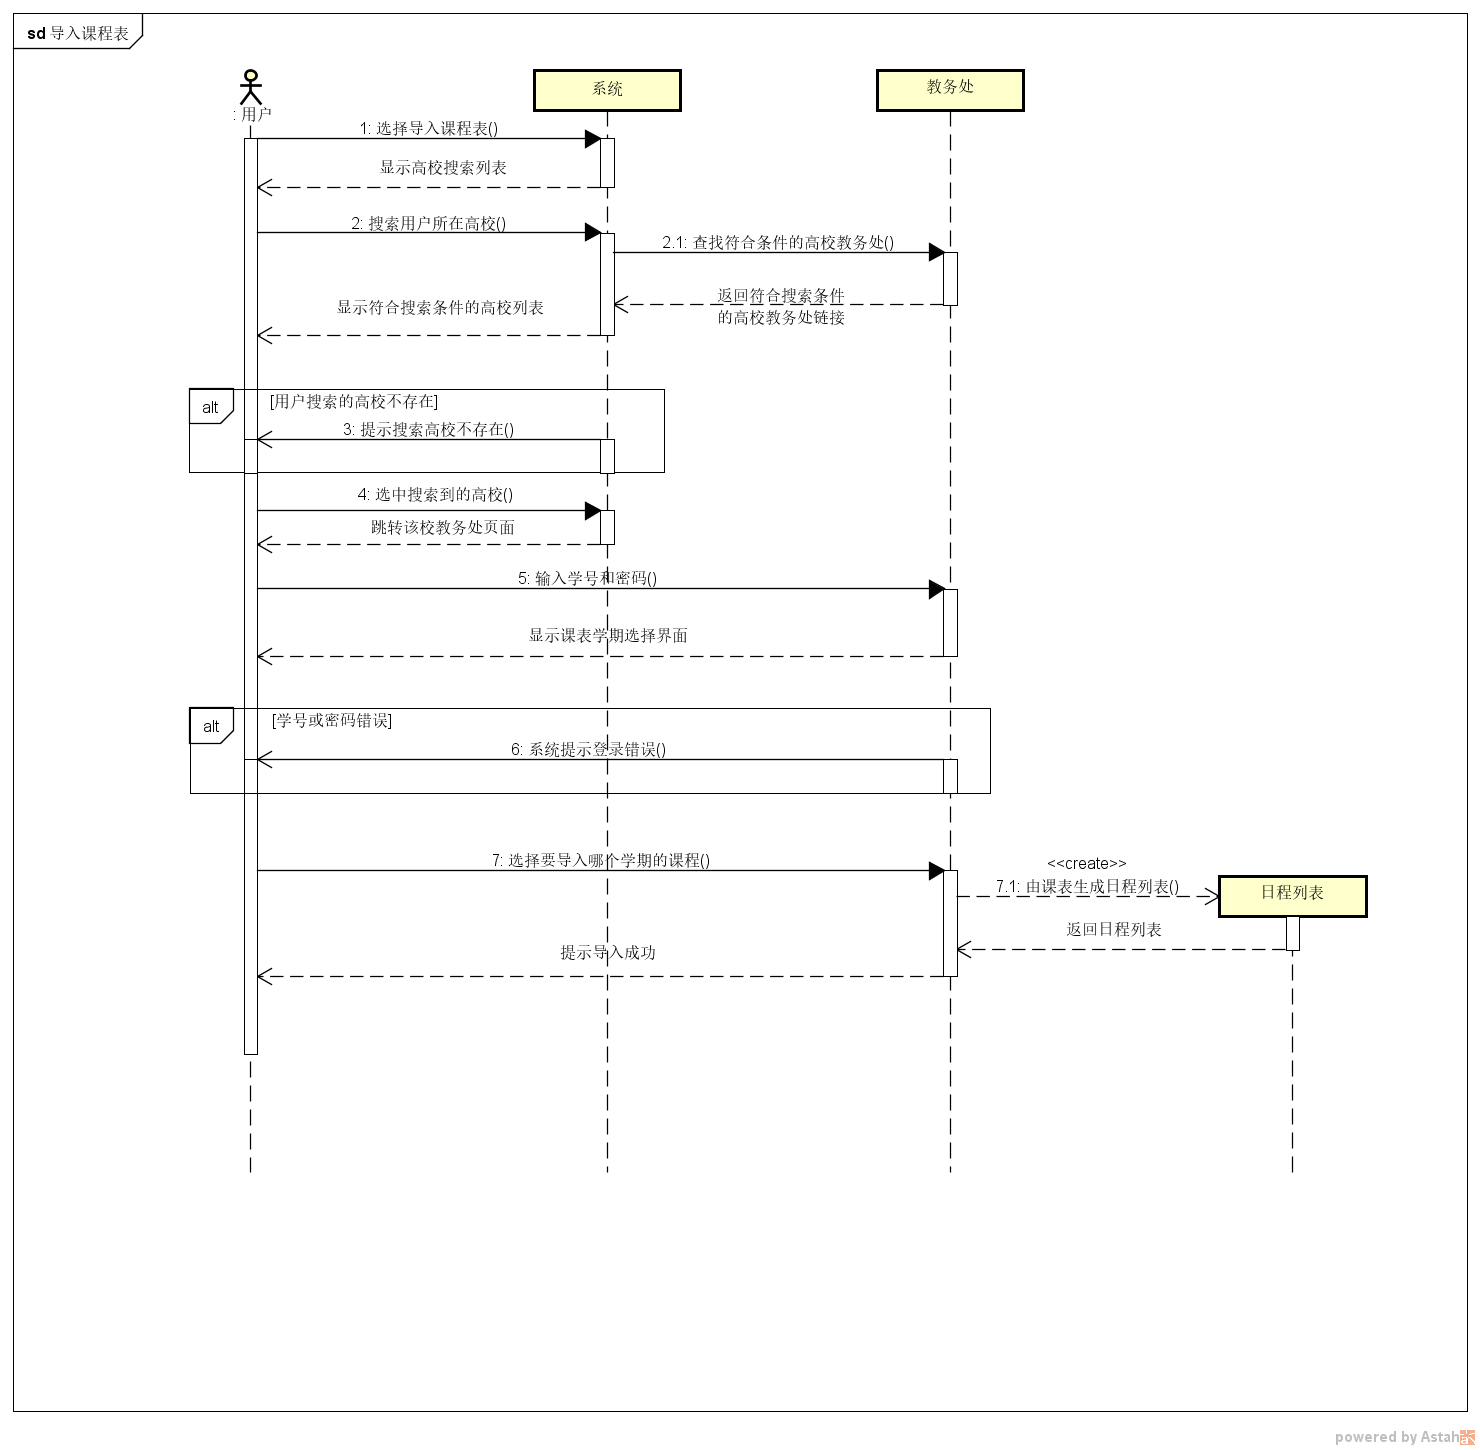 sd 导入课程表
: 用户
系统
教务处
1: 选择导入课程表()
显示高校搜索列表
2: 搜索用户所在高校()
2.1: 查找符合条件的高校教务处()
返回符合搜索条件
的高校教务处链接
显示符合搜索条件的高校列表
alt
[用户搜索的高校不存在]
3: 提示搜索高校不存在()
4: 选中搜索到的高校()
跳转该校教务处页面
5: 输入学号和密码()
显示课表学期选择界面
alt
[学号或密码错误]
6: 系统提示登录错误()
7: 选择要导入哪个学期的课程()
<<create>>
7.1: 由课表生成日程列表()
日程列表
返回日程列表
提示导入成功
powered by Astah